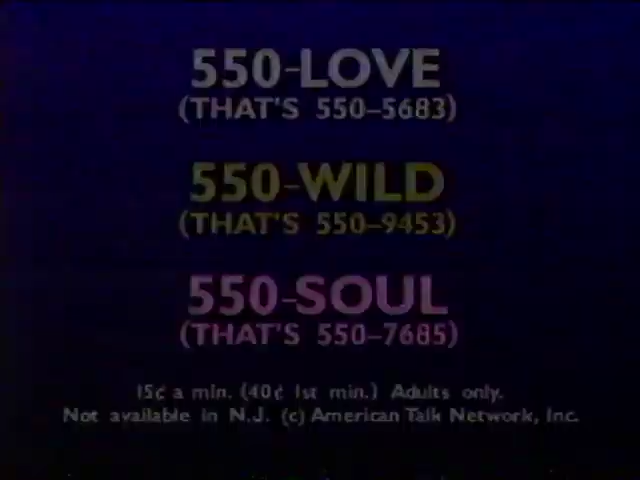 550-LOVE
(THAT'S 550–5683)
550-WILD
(THAT'S 550–9453)
550-SOUL
(THAT'S 550–7685)
15¢ a min. (40¢ 1st min.) Adults only.
Not available in N.J. (c) American Talk Network, Inc.